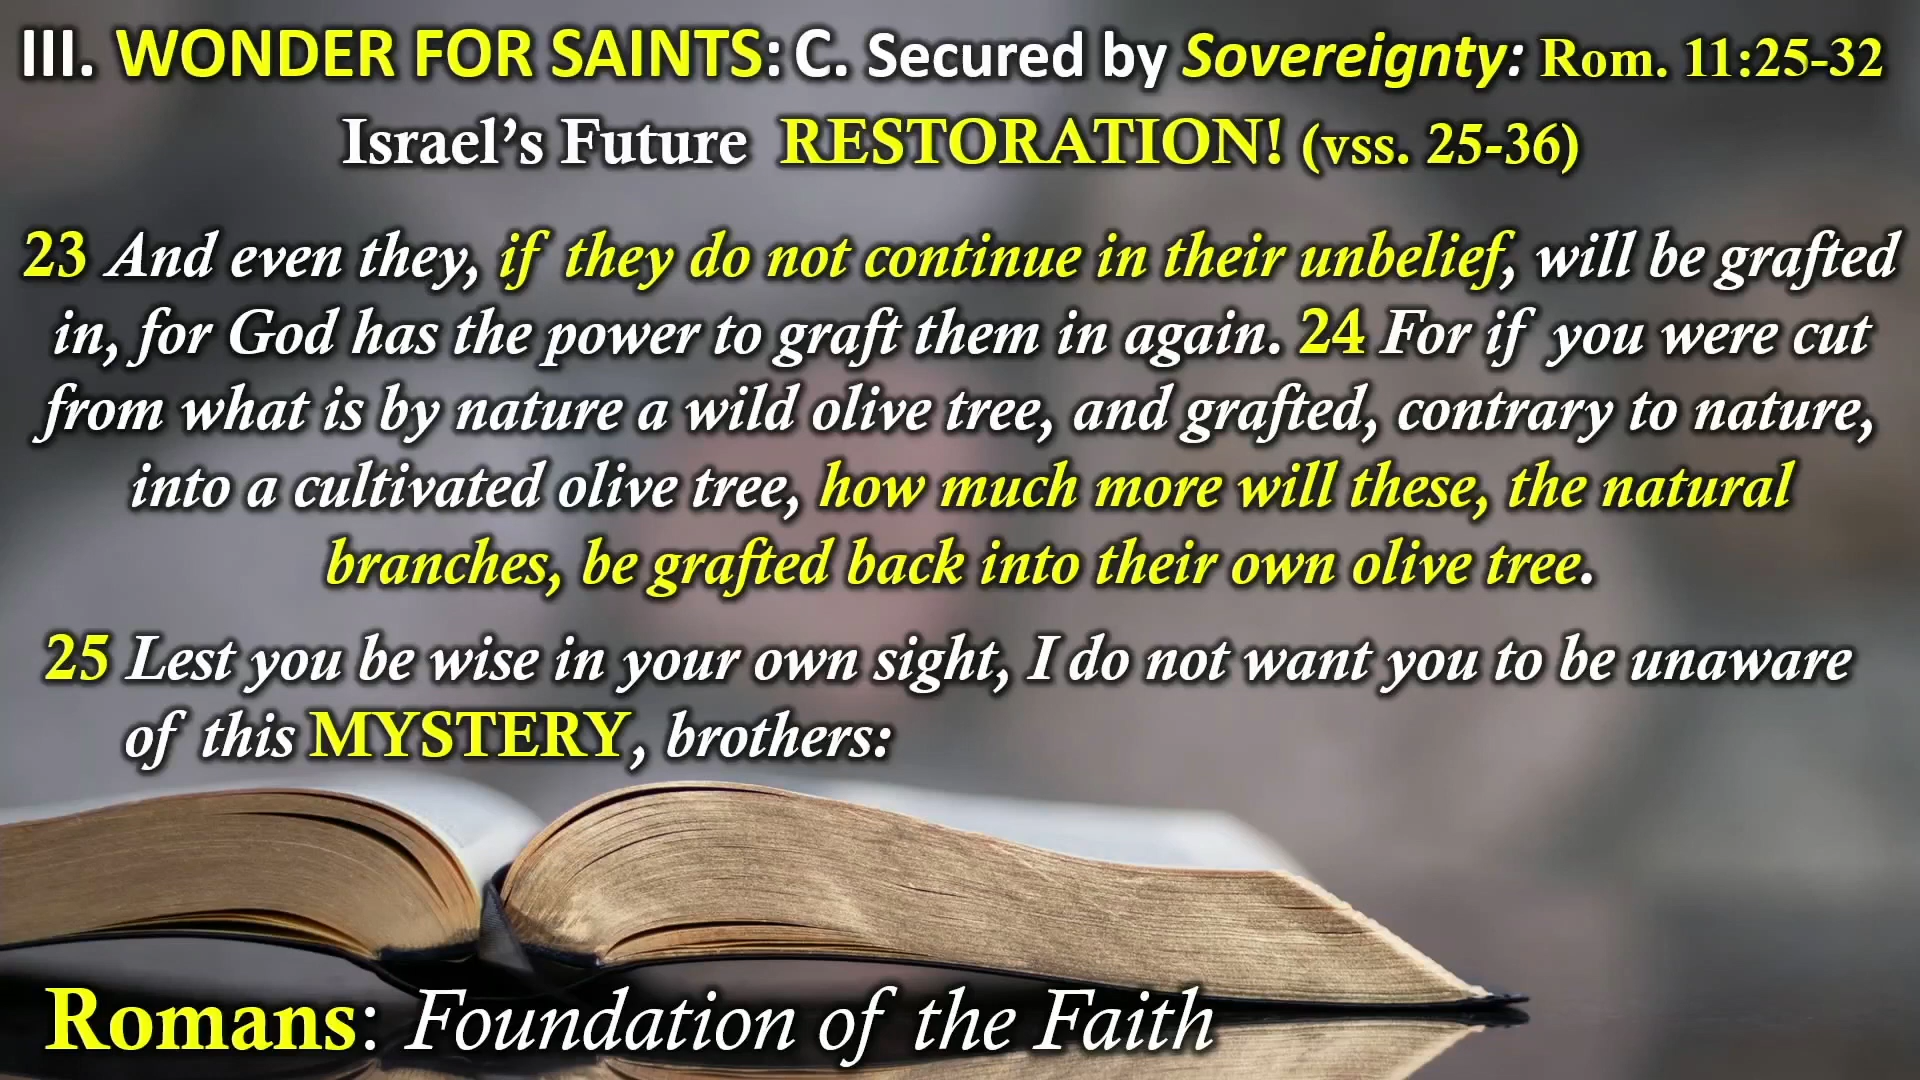 III. WONDER FOR SAINTS: C. Secured by Sovereignty: Rom. 11:25-32
Israel’s Future RESTORATION! (vss. 25-36)
23 And even they, if they do not continue in their unbelief, will be grafted
in, for God has the power to graft them in again. 24 For if you were cut
from what is by nature a wild olive tree, and grafted, contrary to nature,
into a cultivated olive tree, how much more will these, the natural
branches, be grafted back into their own olive tree.
25 Lest you be wise in your own sight, I do not want you to be unaware
of this MYSTERY, brothers:
Romans: Foundation of the Faith